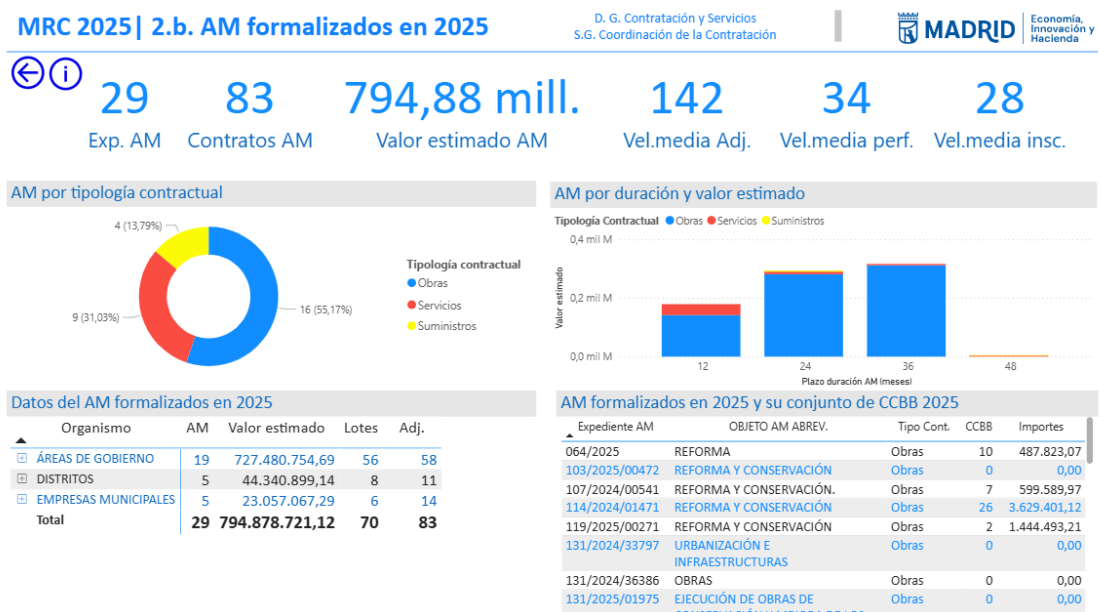 MRC 2025| 2.b. AM formalizados en 2025
D. G. Contratación y Servicios
S.G. Coordinación de la Contratación
MADRID
Economía,
Innovación y
Hacienda
29
Exp. AM
83
Contratos AM
794,88 mill.
Valor estimado AM
142
Vel.media Adj.
34
Vel.media perf.
28
Vel.media insc.
AM por tipología contractual
4 (13,79%)
9 (31,03%)
16 (55,17%)
Tipología contractual
Obras
Servicios
Suministros
AM por duración y valor estimado
Tipología Contractual Obras Servicios Suministros
0,4 mil M
0,2 mil M
0,0 mil M
Valor estimado
12 24 36 48
Plazo duración AM (meses)
Datos del AM formalizados en 2025
Organismo AM Valor estimado Lotes Adj.
ÁREAS DE GOBIERNO 19 727.480.754,69 56 58
DISTRITOS 5 44.340.899,14 8 11
EMPRESAS MUNICIPALES 5 23.057.067,29 6 14
Total 29 794.878.721,12 70 83
AM formalizados en 2025 y su conjunto de CCBB 2025
Expediente AM OBJETO AM ABREV. Tipo Cont. CCBB Importes
064/2025 REFORMA Obras 10 487.823,07
103/2025/00472 REFORMA Y CONSERVACIÓN Obras 0 0,00
107/2024/00541 REFORMA Y CONSERVACIÓN. Obras 7 599.589,97
114/2024/01471 REFORMA Y CONSERVACIÓN Obras 26 3.629.401,12
119/2025/00271 REFORMA Y CONSERVACIÓN Obras 2 1.444.493,21
131/2024/33797 URBANIZACIÓN E Obras 0 0,00
INFRAESTRUCTURAS
131/2024/36386 OBRAS Obras 0 0,00
131/2025/01975 EJECUCIÓN DE OBRAS DE Obras 0 0,00